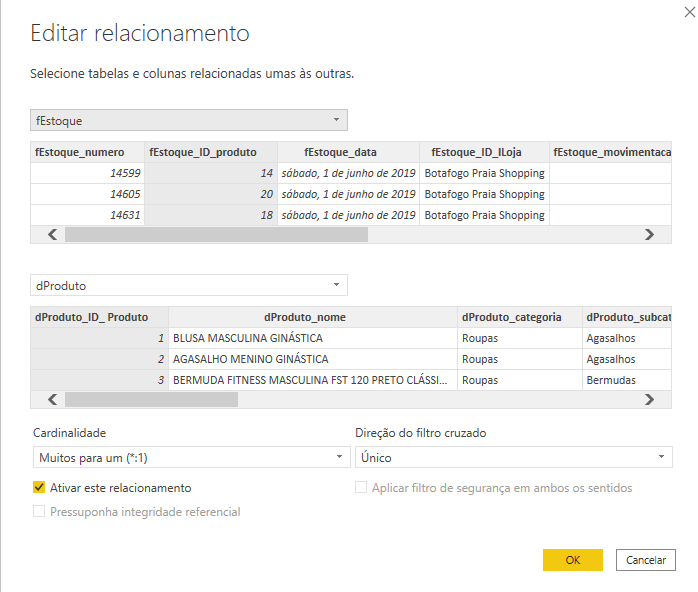 Editar relacionamento
Selecione tabelas e colunas relacionadas umas às outras.
fEstoque
fEstoque_numero fEstoque_ID_produto fEstoque_data fEstoque_ID_lLoja fEstoque_movimentaca
14599 14 sábado, 1 de junho de 2019 Botafogo Praia Shopping
14605 20 sábado, 1 de junho de 2019 Botafogo Praia Shopping
14631 18 sábado, 1 de junho de 2019 Botafogo Praia Shopping
dProduto
dProduto_ID_ Produto dProduto_nome dProduto_categoria dProduto_subcat
1 BLUSA MASCULINA GINÁSTICA Roupas Agasalhos
2 AGASALHO MENINO GINÁSTICA Roupas Agasalhos
3 BERMUDA FITNESS MASCULINA FST 120 PRETO CLÁSSI... Roupas Bermudas
Cardinalidade Direção do filtro cruzado
Muitos para um (*:1) Único
Ativar este relacionamento Aplicar filtro de segurança em ambos os sentidos
Pressuponha integridade referencial
OK Cancelar